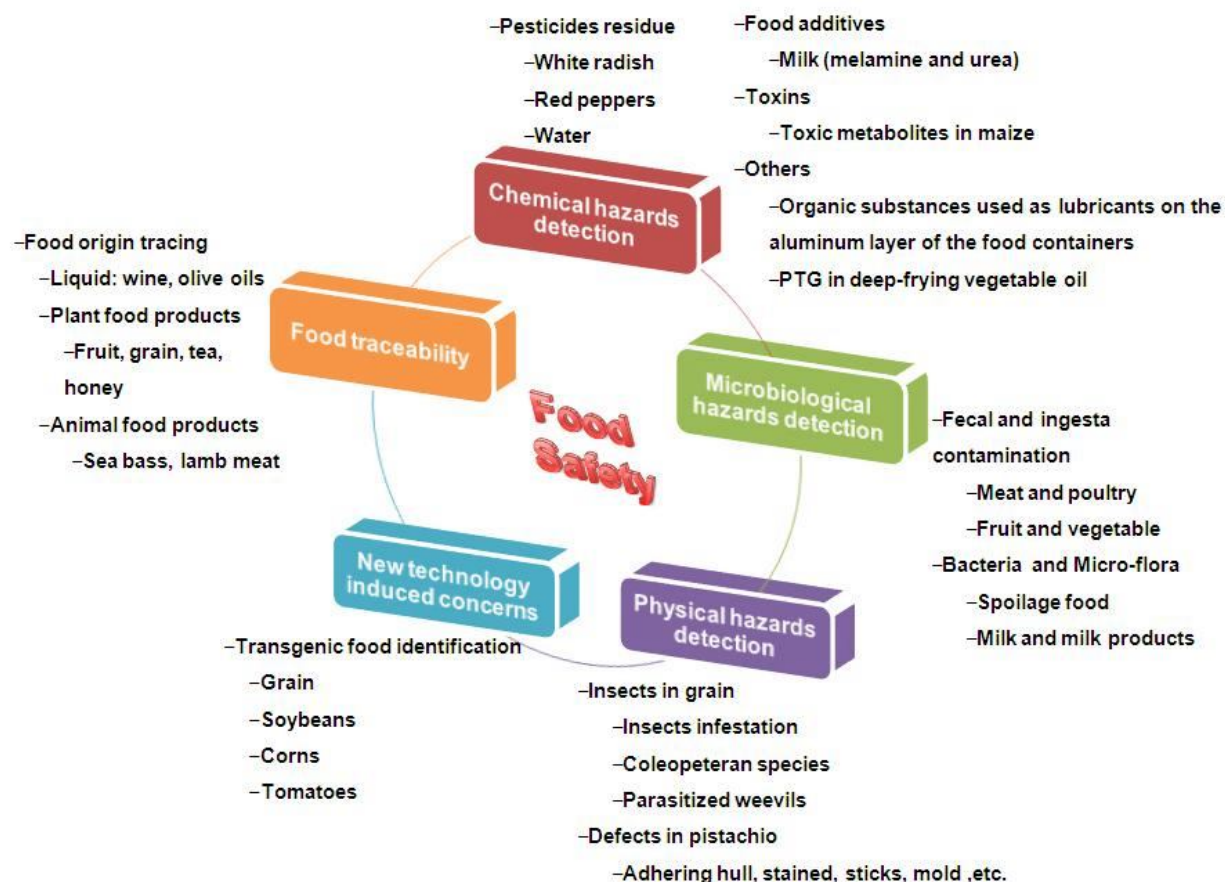 –Pesticides residue
–White radish
–Red peppers
–Water
–Food additives
–Milk (melamine and urea)
–Toxins
–Toxic metabolites in maize
–Others
–Organic substances used as lubricants on the
aluminum layer of the food containers
–PTG in deep-frying vegetable oil
Chemical hazards
detection
–Food origin tracing
–Liquid: wine, olive oils
–Plant food products
–Fruit, grain, tea,
honey
–Animal food products
–Sea bass, lamb meat
Food traceability
Food
Safety
Microbiological
hazards detection
–Fecal and ingesta
contamination
–Meat and poultry
–Fruit and vegetable
–Bacteria and Micro-flora
–Spoilage food
–Milk and milk products
New technology
induced concerns
–Transgenic food identification
–Grain
–Soybeans
–Corns
–Tomatoes
Physical hazards
detection
–Insects in grain
–Insects infestation
–Coleopeteran species
–Parasitized weevils
–Defects in pistachio
–Adhering hull, stained, sticks, mold ,etc.